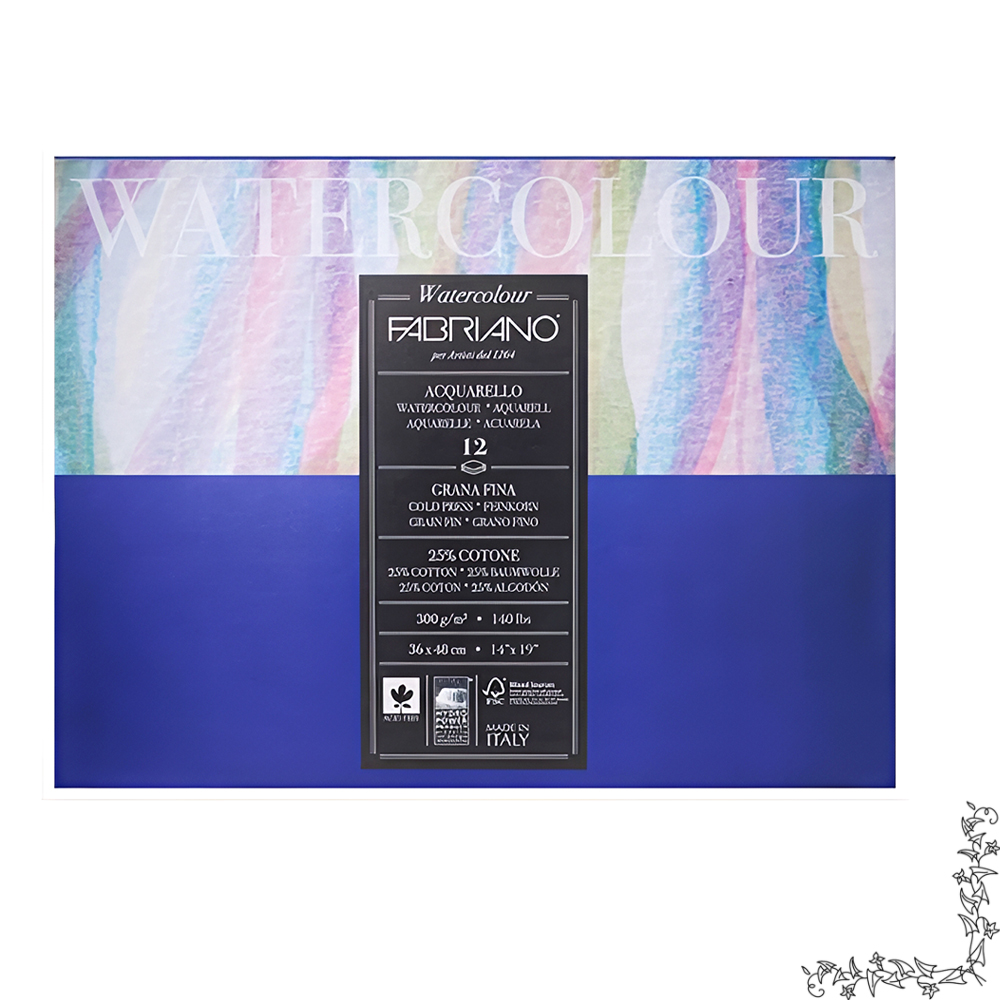 WATERCOLOUR
Watercolour
FABRIANO
per Artisti dal 1264
ACQUARELLO
WATERCOLOUR • AQUARELL
AQUARELLE • ACUARELA
12
GRANA FINA
COLD PRESS • FEINKORN
GRAIN FIN • GRANO FINO
25% COTONE
25% COTTON • 25% BAUMWOLLE
25% COTON • 25% ALGODÓN
300 g/m² • 140 lbs
36 x 48 cm • 14"x 19"
ACID FREE
FSC
MADE IN
ITALY